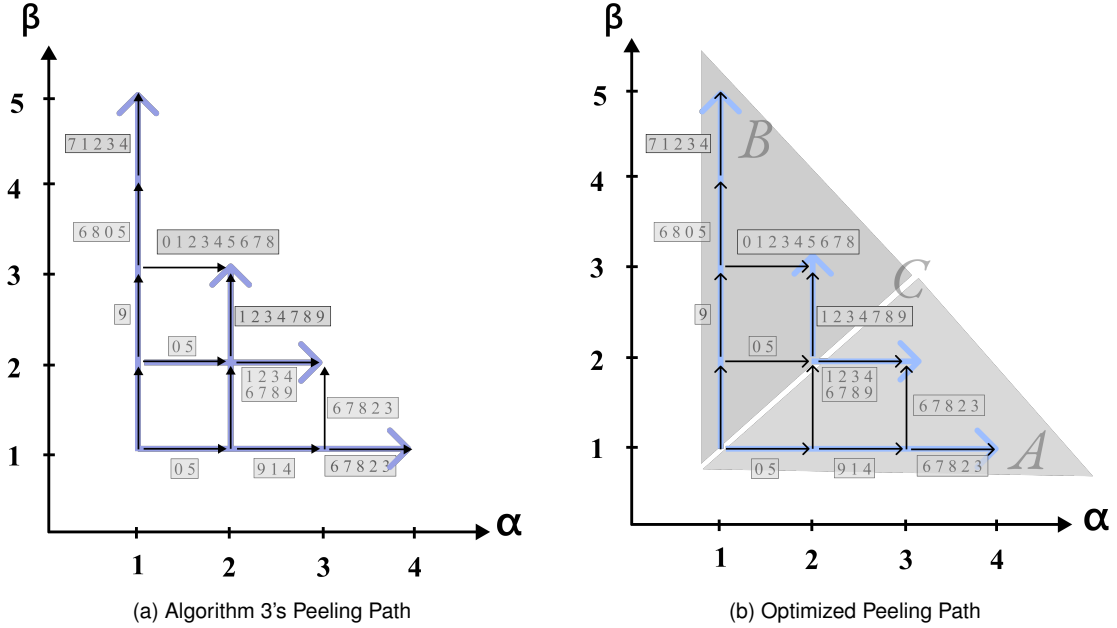 β
5
7 1 2 3 4
4
6 8 0 5
0 1 2 3 4 5 6 7 8
3
9
1 2 3 4 7 8 9
0 5
2
1 2 3 4
6 7 8 9
6 7 8 2 3
1
0 5
9 1 4
6 7 8 2 3
α
1 2 3 4
(a) Algorithm 3's Peeling Path
β
5
7 1 2 3 4
B
4
6 8 0 5
0 1 2 3 4 5 6 7 8
3
C
9
1 2 3 4 7 8 9
0 5
2
1 2 3 4
6 7 8 9
6 7 8 2 3
1
A
0 5
9 1 4
6 7 8 2 3
α
1 2 3 4
(b) Optimized Peeling Path